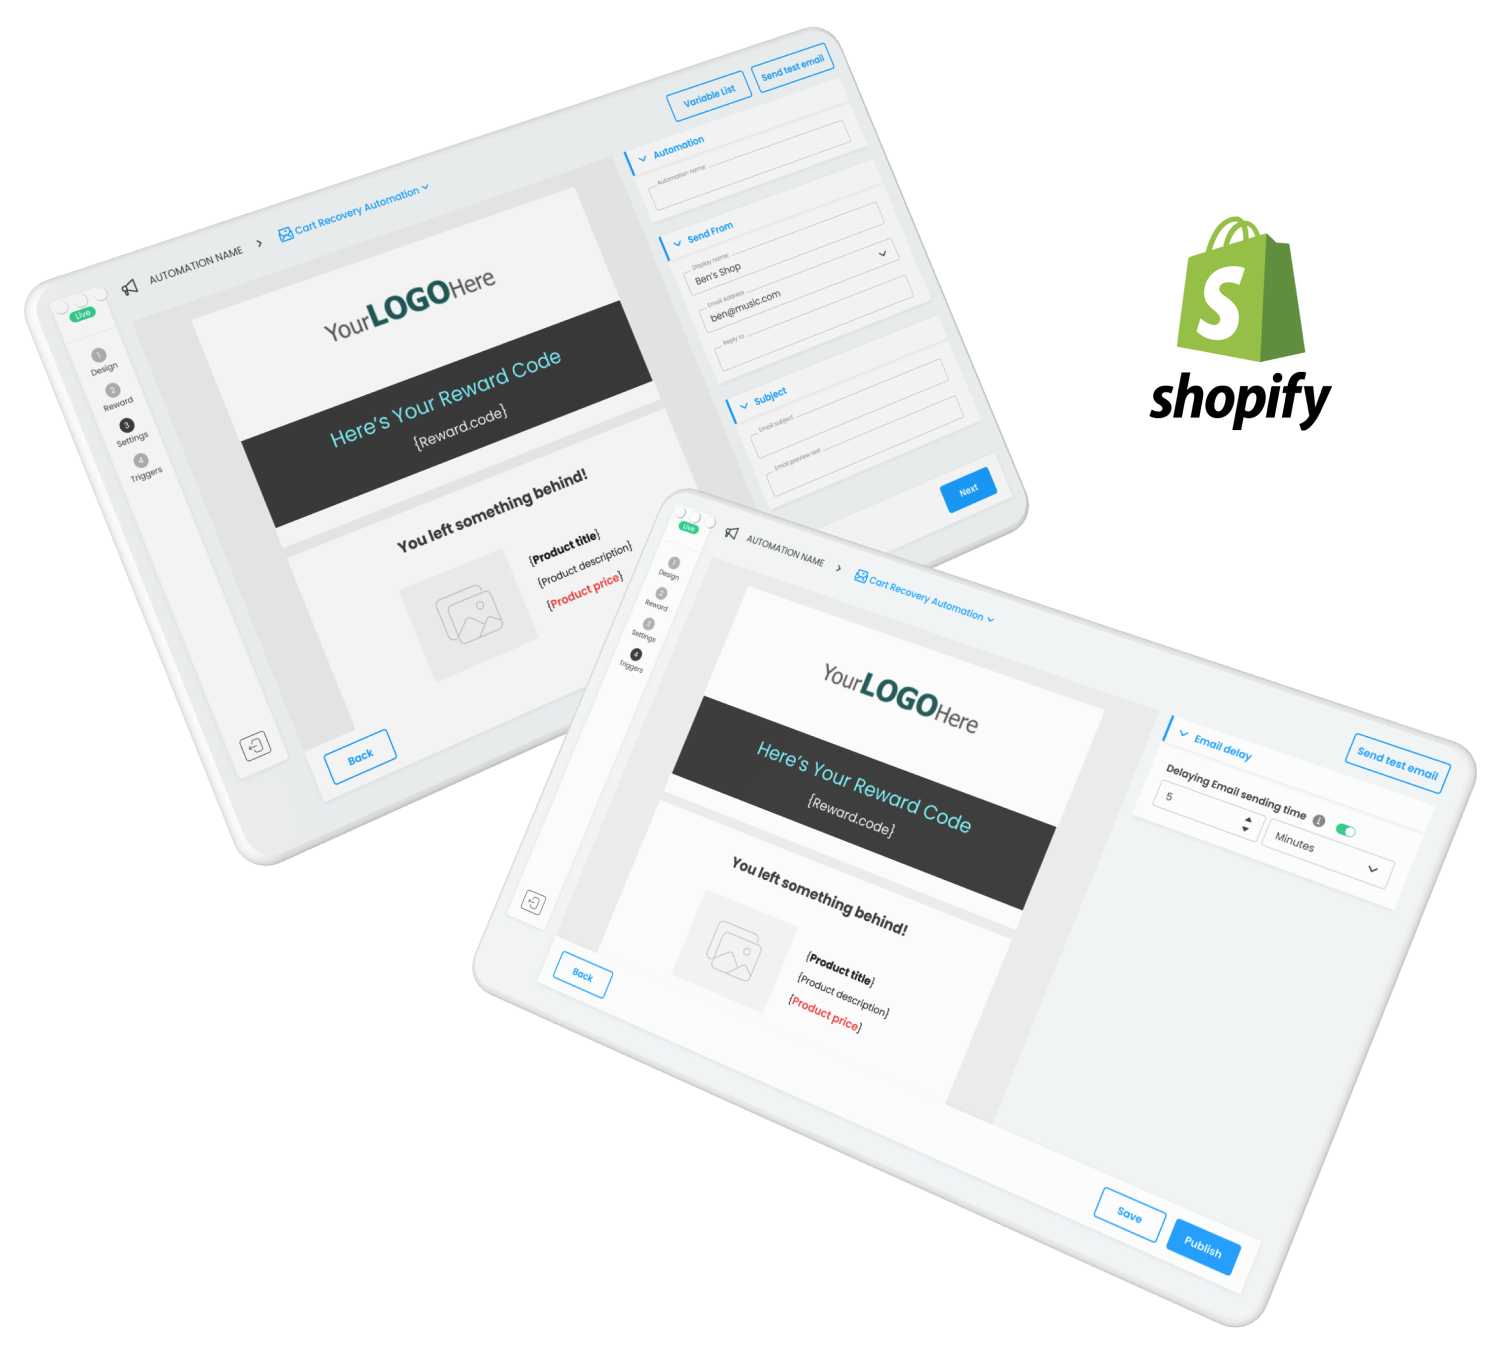 Variable List
Send test email
AUTOMATION NAME
Cart Recovery Automation
Live
1
Design
2
Reward
3
Settings
4
Triggers
YourLOGOHere
Here's Your Reward Code
{Reward.code}
You left something behind!
{Product title}
{Product description}
{Product price}
Back
Automation
Automation name
Send From
Display name
Ben's Shop
Email Address
ben@music.com
Reply to
Subject
Email subject
Email preview text
Next
S
shopify
Live
AUTOMATION NAME
Cart Recovery Automation
1
Design
2
Reward
3
Settings
4
Triggers
YourLOGOHere
Here's Your Reward Code
{Reward.code}
You left something behind!
{Product title}
{Product description}
{Product price}
Back
Send test email
Email delay
Delaying Email sending time
5
Minutes
Save
Publish